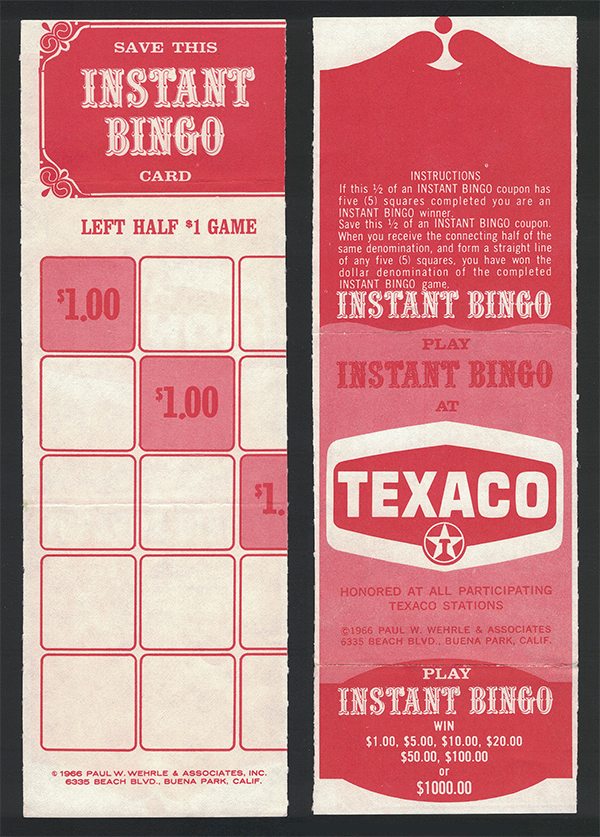 SAVE THIS
INSTANT
BINGO
CARD
LEFT HALF $1 GAME
$1.00
$1.00
$1.
© 1966 PAUL W. WEHRLE & ASSOCIATES, INC.
6335 BEACH BLVD., BUENA PARK, CALIF.
INSTRUCTIONS
If this ½ of an INSTANT BINGO coupon has
five (5) squares completed you are an
INSTANT BINGO winner.
Save this ½ of an INSTANT BINGO coupon.
When you receive the connecting half of the
same denomination, and form a straight line
of any five (5) squares, you have won the
dollar denomination of the completed
INSTANT BINGO game.
INSTANT BINGO
PLAY
INSTANT BINGO
AT
TEXACO
T
HONORED AT ALL PARTICIPATING
TEXACO STATIONS
©1966 PAUL W. WEHRLE & ASSOCIATES
6335 BEACH BLVD., BUENA PARK, CALIF.
PLAY
INSTANT BINGO
WIN
$1.00, $5.00, $10.00, $20.00
$50.00, $100.00
or
$1000.00